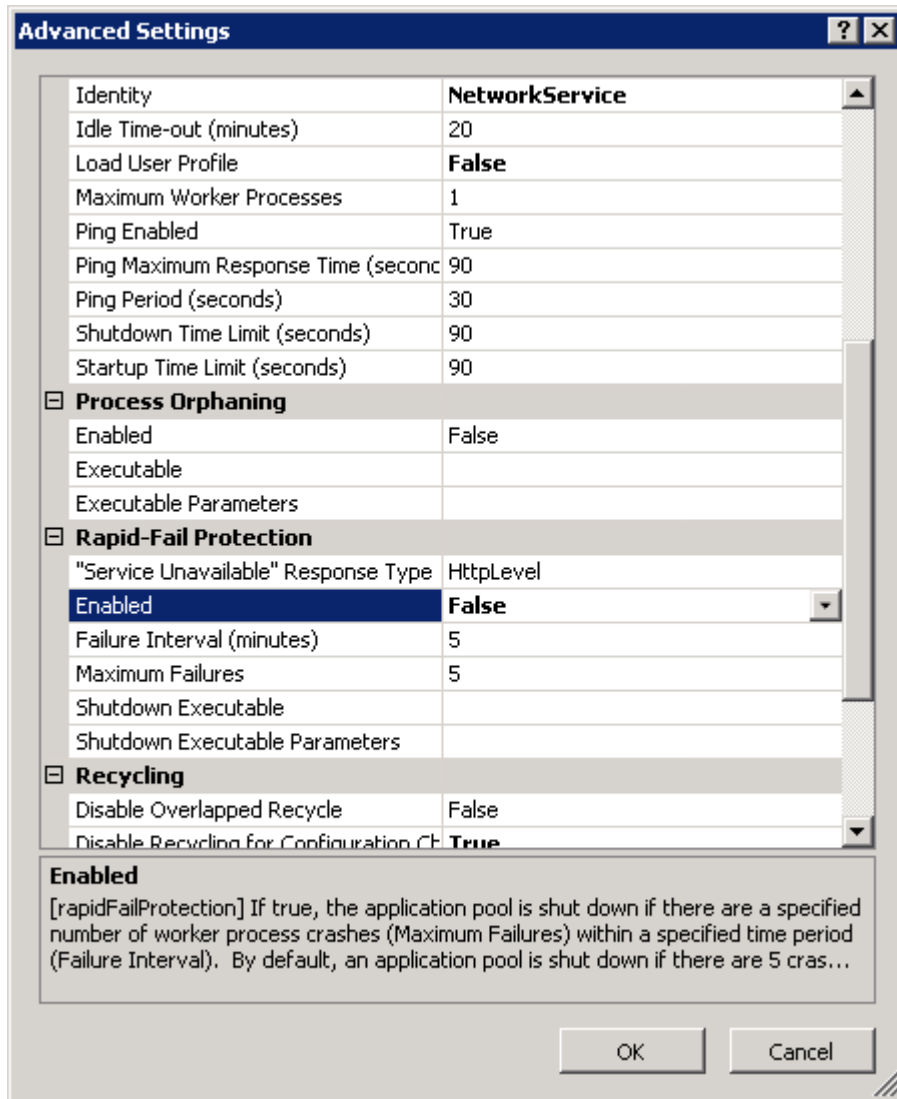 Advanced Settings
Identity NetworkService
Idle Time-out (minutes) 20
Load User Profile False
Maximum Worker Processes 1
Ping Enabled True
Ping Maximum Response Time (second 90
Ping Period (seconds) 30
Shutdown Time Limit (seconds) 90
Startup Time Limit (seconds) 90
Process Orphaning
Enabled False
Executable
Executable Parameters
Rapid-Fail Protection
"Service Unavailable" Response Type HttpLevel
Enabled False
Failure Interval (minutes) 5
Maximum Failures 5
Shutdown Executable
Shutdown Executable Parameters
Recycling
Disable Overlapped Recycle False
Disable Recycling for Configuration Ch True
Enabled
[rapidFailProtection] If true, the application pool is shut down if there are a specified
number of worker process crashes (Maximum Failures) within a specified time period
(Failure Interval).  By default, an application pool is shut down if there are 5 cras...
OK Cancel